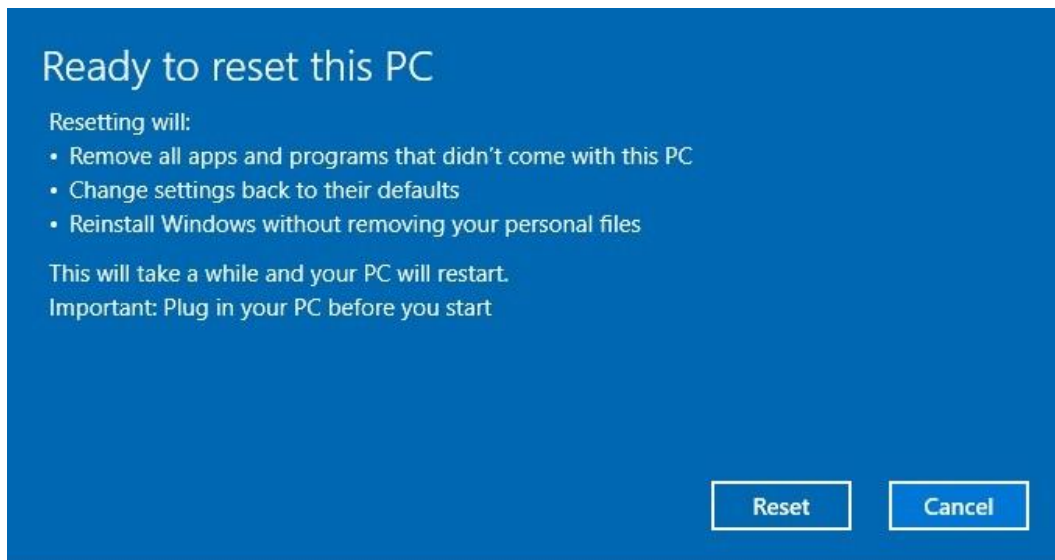 Ready to reset this PC
Resetting will:
• Remove all apps and programs that didn't come with this PC
• Change settings back to their defaults
• Reinstall Windows without removing your personal files
This will take a while and your PC will restart.
Important: Plug in your PC before you start
Reset
Cancel